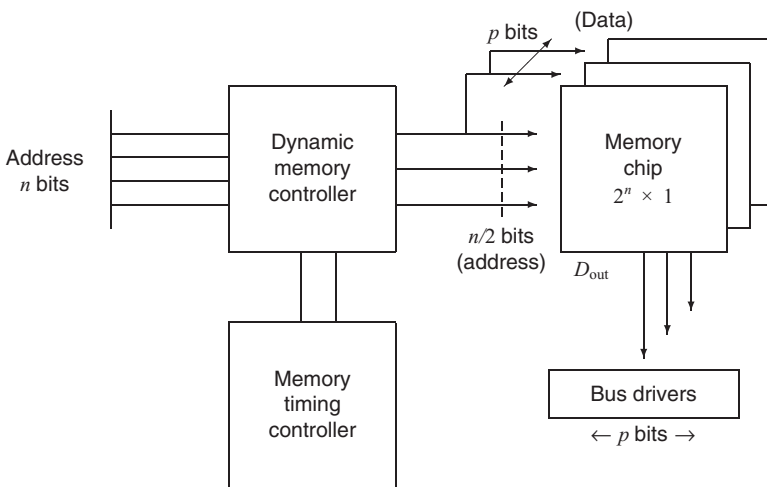 (Data)
p bits
Address
n bits
Dynamic
memory
controller
Memory
chip
2ⁿ × 1
n/2 bits
(address)
Dout
Memory
timing
controller
Bus drivers
← p bits →